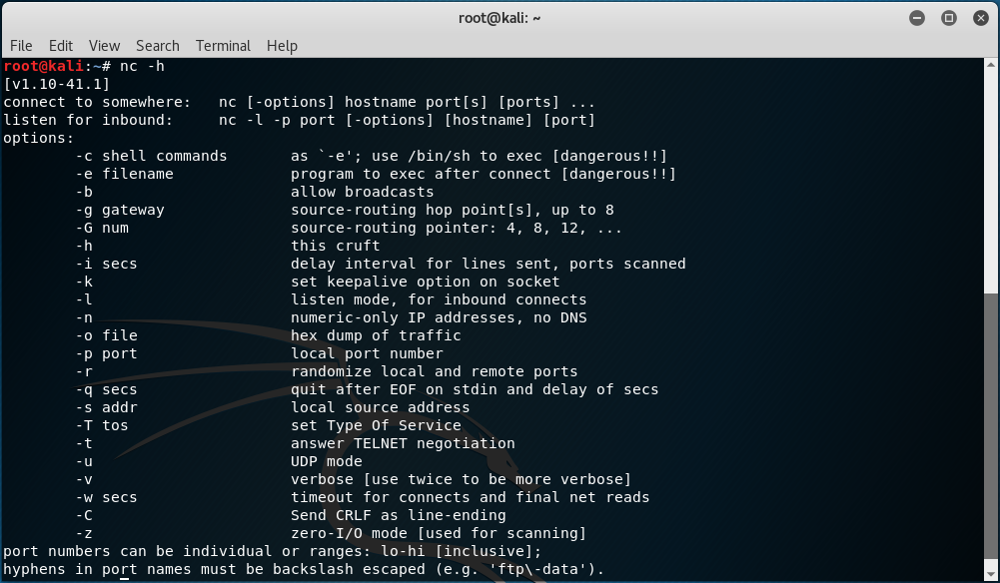 root@kali: ~
File Edit View Search Terminal Help
root@kali:~# nc -h
[v1.10-41.1]
connect to somewhere:   nc [-options] hostname port[s] [ports] ...
listen for inbound:     nc -l -p port [-options] [hostname] [port]
options:
        -c shell commands       as `-e'; use /bin/sh to exec [dangerous!!]
        -e filename             program to exec after connect [dangerous!!]
        -b                      allow broadcasts
        -g gateway              source-routing hop point[s], up to 8
        -G num                  source-routing pointer: 4, 8, 12, ...
        -h                      this cruft
        -i secs                 delay interval for lines sent, ports scanned
        -k                      set keepalive option on socket
        -l                      listen mode, for inbound connects
        -n                      numeric-only IP addresses, no DNS
        -o file                 hex dump of traffic
        -p port                 local port number
        -r                      randomize local and remote ports
        -q secs                 quit after EOF on stdin and delay of secs
        -s addr                 local source address
        -T tos                  set Type Of Service
        -t                      answer TELNET negotiation
        -u                      UDP mode
        -v                      verbose [use twice to be more verbose]
        -w secs                 timeout for connects and final net reads
        -C                      Send CRLF as line-ending
        -z                      zero-I/O mode [used for scanning]
port numbers can be individual or ranges: lo-hi [inclusive];
hyphens in port names must be backslash escaped (e.g. 'ftp\-data').